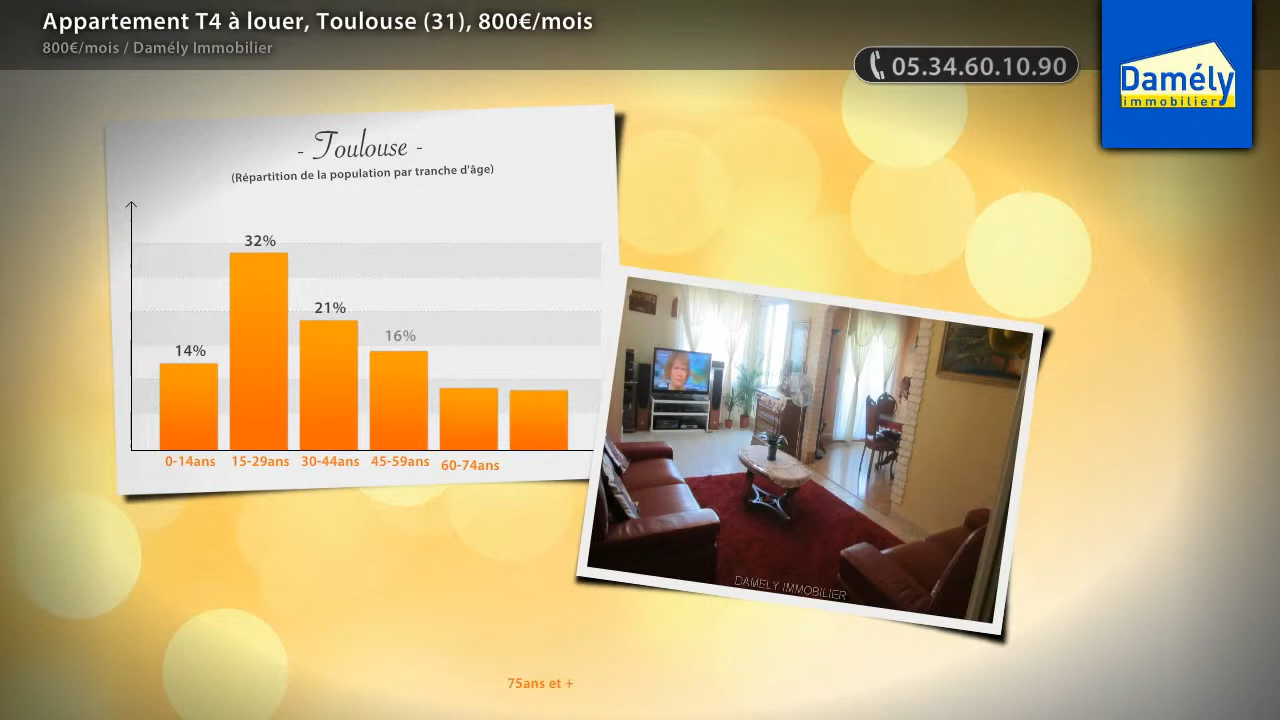 Appartement T4 à louer, Toulouse (31), 800€/mois
800€/mois / Damély Immobilier
05.34.60.10.90
Damély
immobilier
- Toulouse -
(Répartition de la population par tranche d'âge)
32%
21%
16%
14%
0-14ans 15-29ans 30-44ans 45-59ans 60-74ans
DAMELY IMMOBILIER
75ans et +